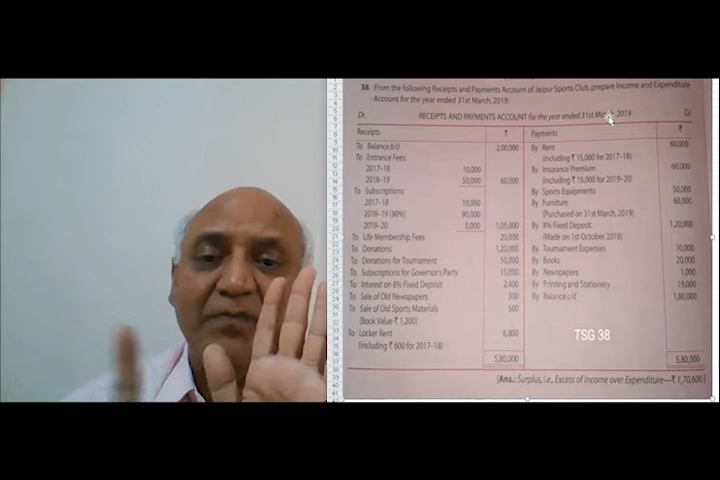 38. From the following Receipts and Payments Account of Jaipur Sports Club, prepare Income and Expenditure
Account for the year ended 31st March, 2019:
Dr. RECEIPTS AND PAYMENTS ACCOUNT for the year ended 31st March, 2019 Cr.
Receipts ₹ Payments ₹
To Balance b/d 2,00,000 By Rent 60,000
To Entrance Fees: (including ₹ 15,000 for 2017-18)
2017-18 10,000 By Insurance Premium 60,000
2018-19 50,000 60,000 (including ₹ 15,000 for 2019-20)
To Subscriptions: By Sports Equipments 50,000
2017-18 10,000 By Furniture 60,000
2018-19 (90%) 90,000 (Purchased on 31st March, 2019)
2019-20 5,000 1,05,000 By 8% Fixed Deposit 1,20,000
To Life Membership Fees 20,000 (Made on 1st October, 2018)
To Donations 1,20,000 By Tournament Expenses 10,000
To Donations for Tournament 50,000 By Books 20,000
To Subscriptions for Governor's Party 15,000 By Newspapers 1,000
To Interest on 8% Fixed Deposit 2,400 By Printing and Stationery 19,000
To Sale of Old Newspapers 300 By Balance c/d 1,80,000
To Sale of Old Sports Materials 500
(Book Value ₹ 1,200)
To Locker Rent 6,800
(including ₹ 600 for 2017-18)
TSG 38
5,80,000 5,80,000
[Ans.: Surplus, i.e., Excess of Income over Expenditure—₹ 1,70,600]